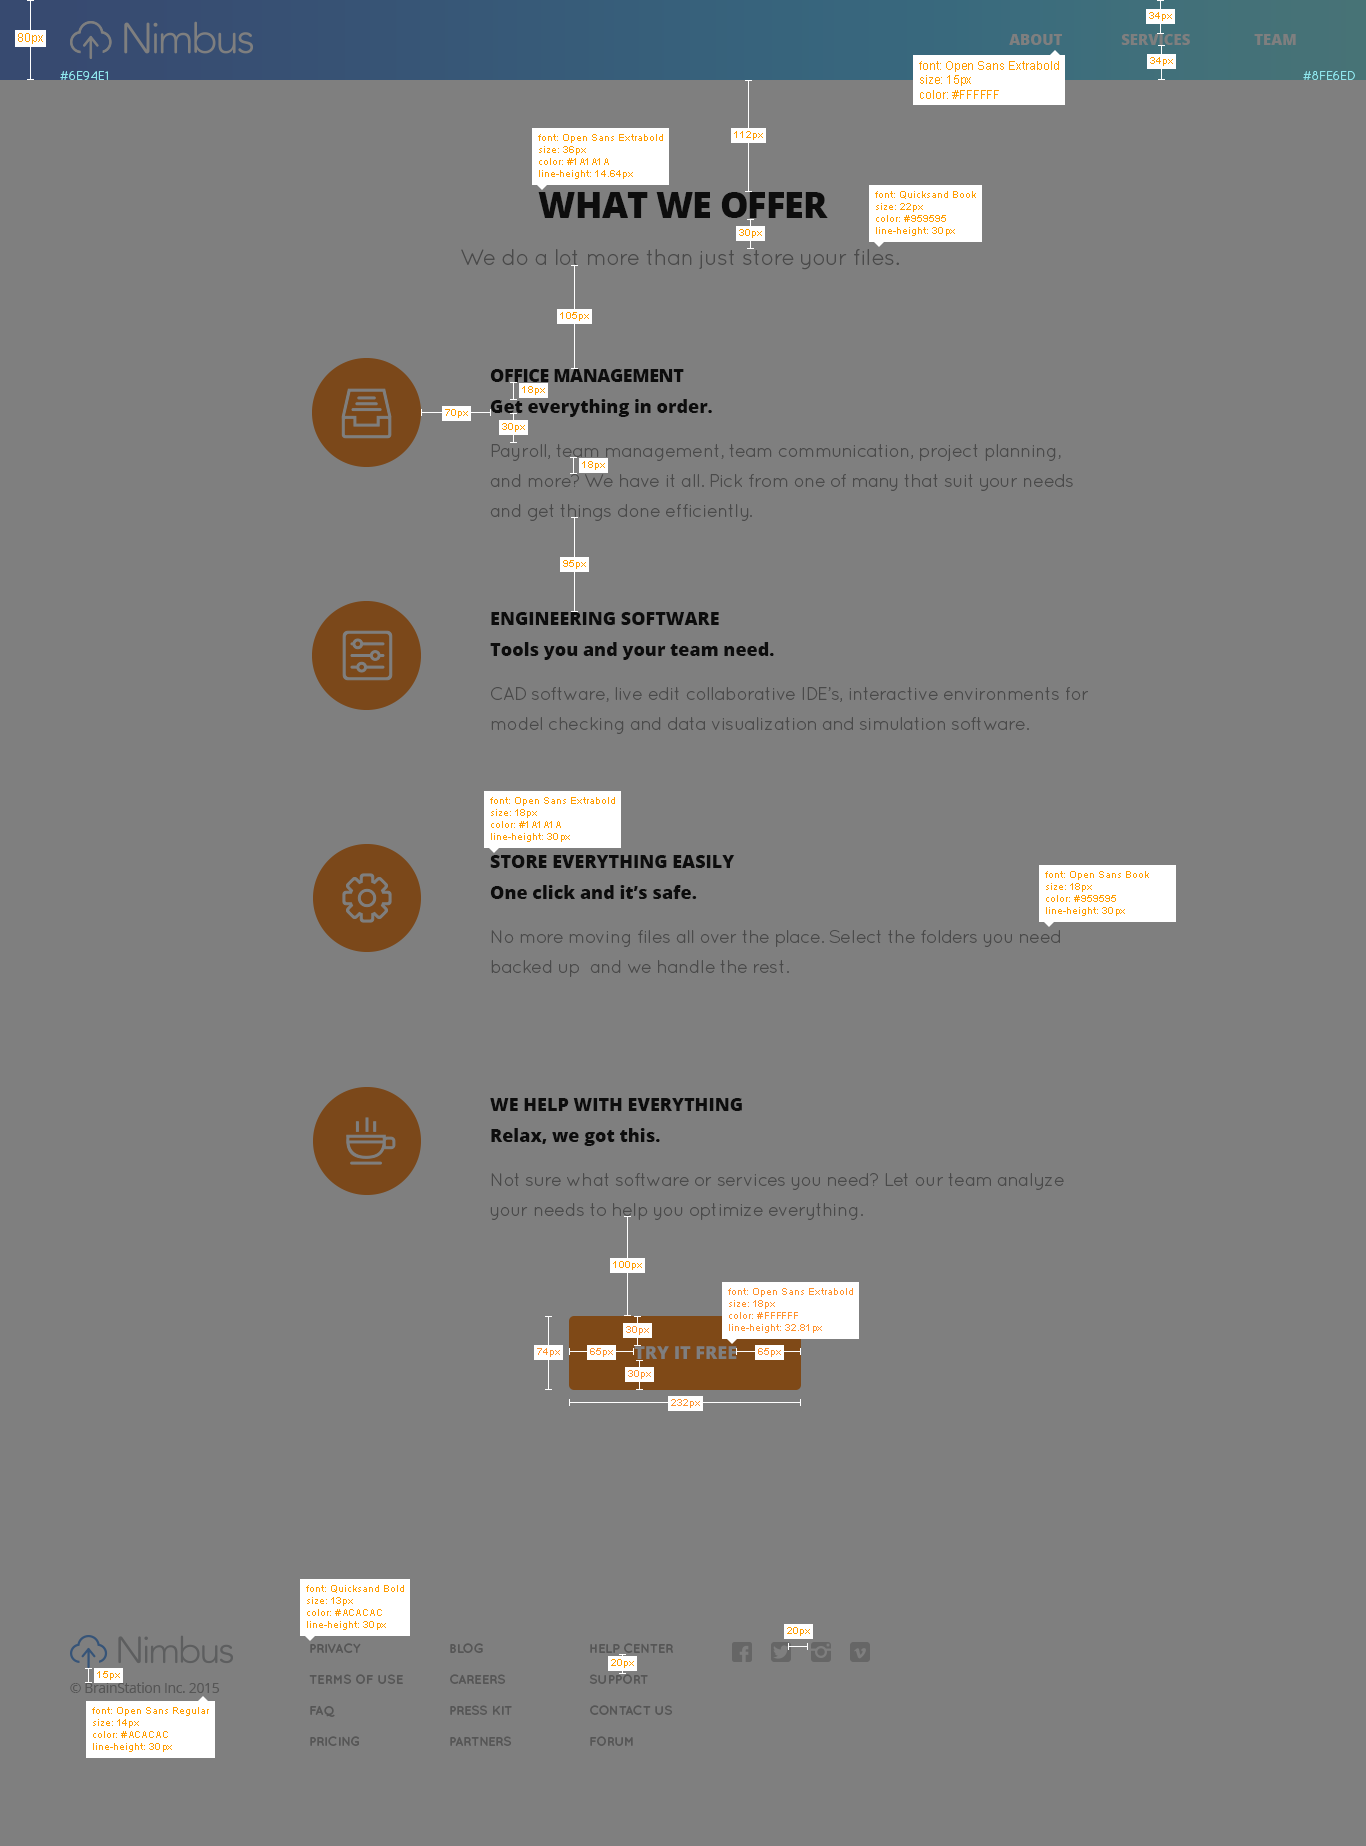 80px
Nimbus
ABOUT
SERVICES
TEAM
34px
34px
#6E94E1
#8FE6ED
font: Open Sans Extrabold
size: 15px
color: #FFFFFF
112px
font: Open Sans Extrabold
size: 36px
color: #1A1A1A
line-height: 14.64px
WHAT WE OFFER
font: Quicksand Book
size: 22px
color: #959595
line-height: 30px
30px
We do a lot more than just store your files.
105px
OFFICE MANAGEMENT
18px
Get everything in order.
70px
30px
Payroll, team management, team communication, project planning,
18px
and more? We have it all. Pick from one of many that suit your needs
and get things done efficiently.
95px
ENGINEERING SOFTWARE
Tools you and your team need.
CAD software, live edit collaborative IDE's, interactive environments for
model checking and data visualization and simulation software.
font: Open Sans Extrabold
size: 18px
color: #1A1A1A
line-height: 30px
STORE EVERYTHING EASILY
One click and it's safe.
font: Open Sans Book
size: 18px
color: #959595
line-height: 30px
No more moving files all over the place. Select the folders you need
backed up  and we handle the rest.
WE HELP WITH EVERYTHING
Relax, we got this.
Not sure what software or services you need? Let our team analyze
your needs to help you optimize everything.
100px
font: Open Sans Extrabold
size: 18px
color: #FFFFFF
line-height: 32.81px
30px
74px
65px
TRY IT FREE
65px
30px
232px
font: Quicksand Bold
size: 13px
color: #ACACAC
line-height: 30px
Nimbus
15px
© BrainStation Inc. 2015
font: Open Sans Regular
size: 14px
color: #ACACAC
line-height: 30px
PRIVACY
TERMS OF USE
FAQ
PRICING
BLOG
CAREERS
PRESS KIT
PARTNERS
HELP CENTER
20px
SUPPORT
CONTACT US
FORUM
20px